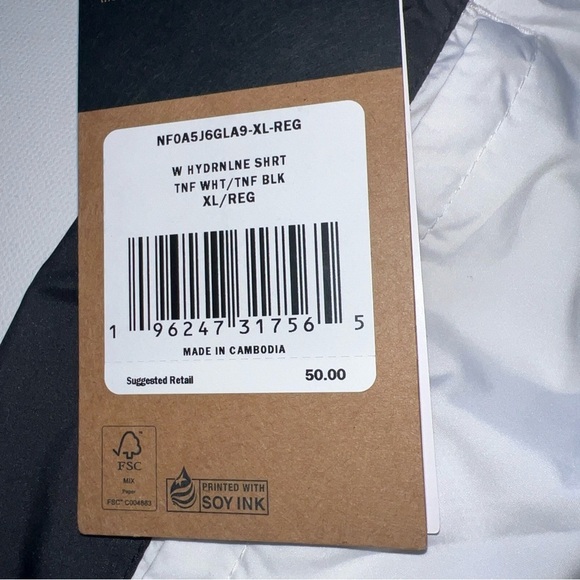 NF0A5J6GLA9-XL-REG
W HYDRNLNE SHRT
TNF WHT/TNF BLK
XL/REG
1 96247 31756 5
MADE IN CAMBODIA
Suggested Retail 50.00
FSC
MIX
Paper
FSC® C004663
PRINTED WITH
SOY INK